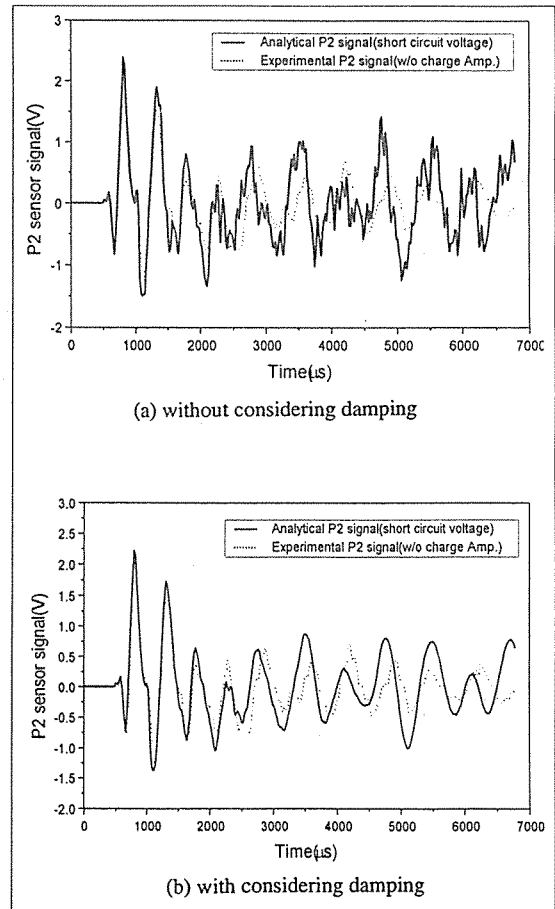 3
2
1
0
-1
-2
P2 sensor signal(V)
Analytical P2 signal(short circuit voltage)
Experimental P2 signal(w/o charge Amp.)
0 1000 2000 3000 4000 5000 6000 7000
Time(μs)
(a) without considering damping
3.0
2.5
2.0
1.5
1.0
0.5
0.0
-0.5
-1.0
-1.5
-2.0
P2 sensor signal(V)
Analytical P2 signal(short circuit voltage)
Experimental P2 signal(w/o charge Amp.)
0 1000 2000 3000 4000 5000 6000 7000
Time(μs)
(b) with considering damping